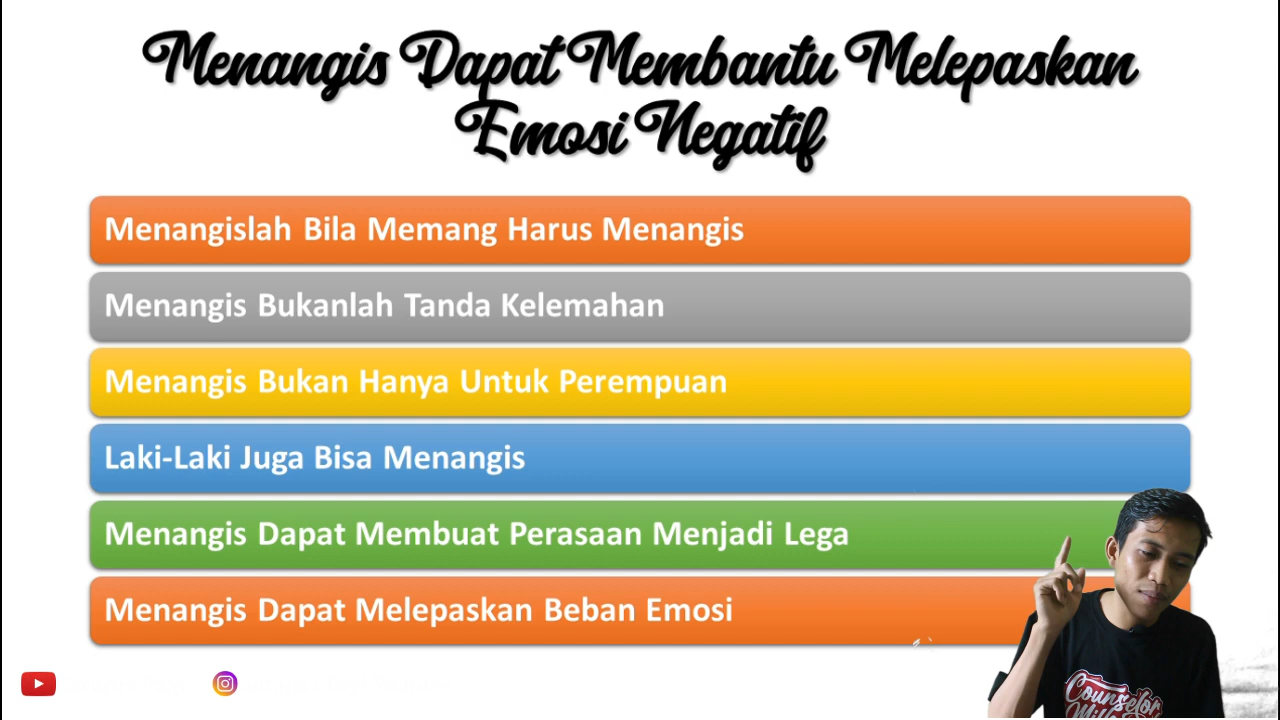 Menangis Dapat Membantu Melepaskan
Emosi Negatif
Menangislah Bila Memang Harus Menangis
Menangis Bukanlah Tanda Kelemahan
Menangis Bukan Hanya Untuk Perempuan
Laki-Laki Juga Bisa Menangis
Menangis Dapat Membuat Perasaan Menjadi Lega
Menangis Dapat Melepaskan Beban Emosi
Counselor